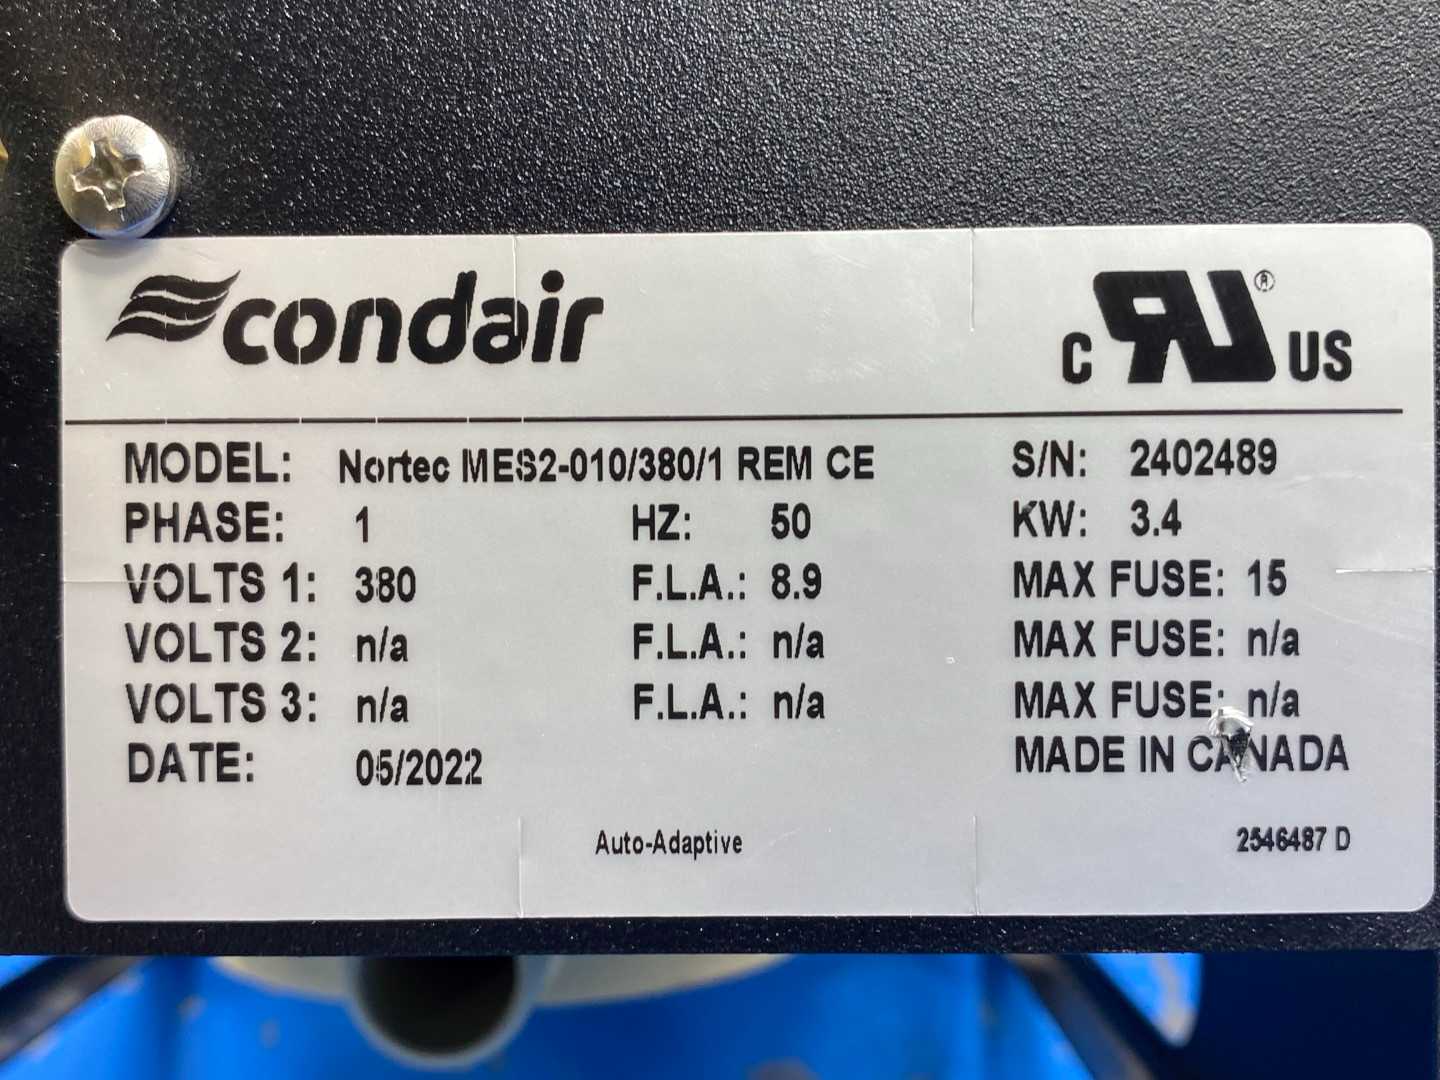 condair
c RU® US
MODEL: Nortec MES2-010/380/1 REM CE S/N: 2402489
PHASE: 1 HZ: 50 KW: 3.4
VOLTS 1: 380 F.L.A.: 8.9 MAX FUSE: 15
VOLTS 2: n/a F.L.A.: n/a MAX FUSE: n/a
VOLTS 3: n/a F.L.A.: n/a MAX FUSE: n/a
DATE: 05/2022 MADE IN CANADA
Auto-Adaptive 2546487 D